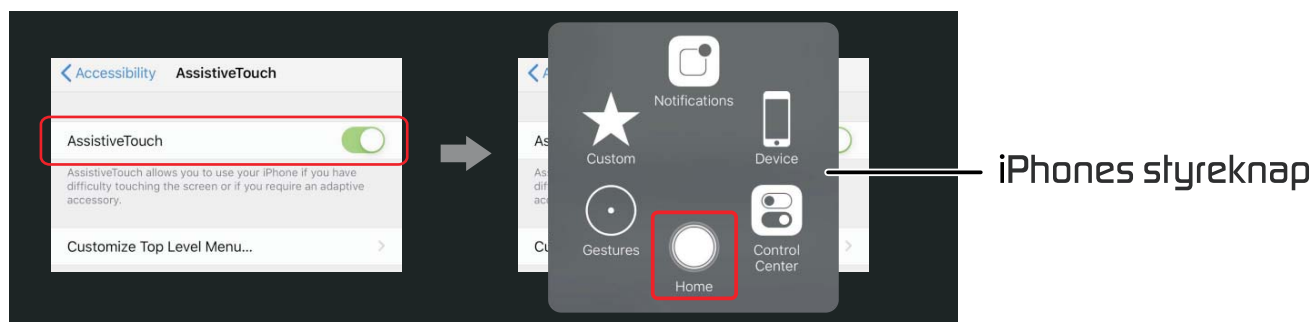 Accessibility AssistiveTouch
AssistiveTouch
AssistiveTouch allows you to use your iPhone if you have
difficulty touching the screen or if you require an adaptive
accessory.
Customize Top Level Menu...
Notifications
Custom
Device
Gestures
Control
Center
Home
iPhones styreknap